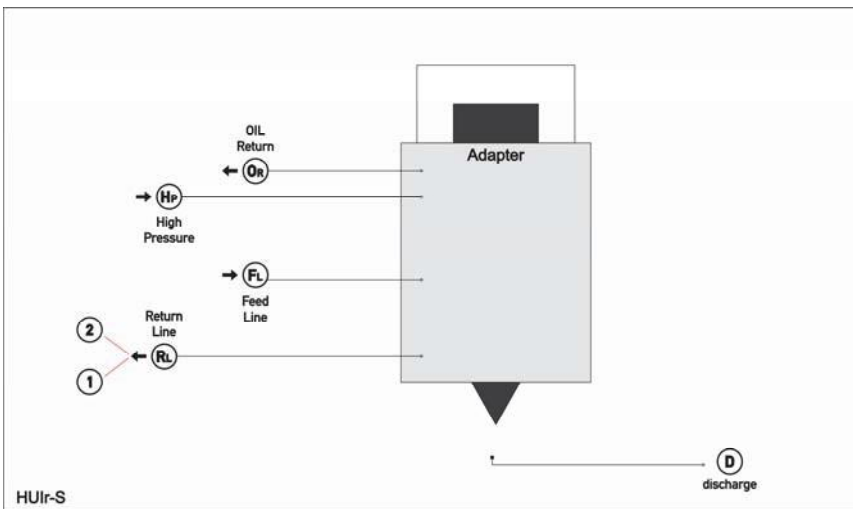 Adapter
OIL
Return
OR
HP
High
Pressure
FL
Feed
Line
Return
Line
2
RL
1
D
discharge
HUIr-S